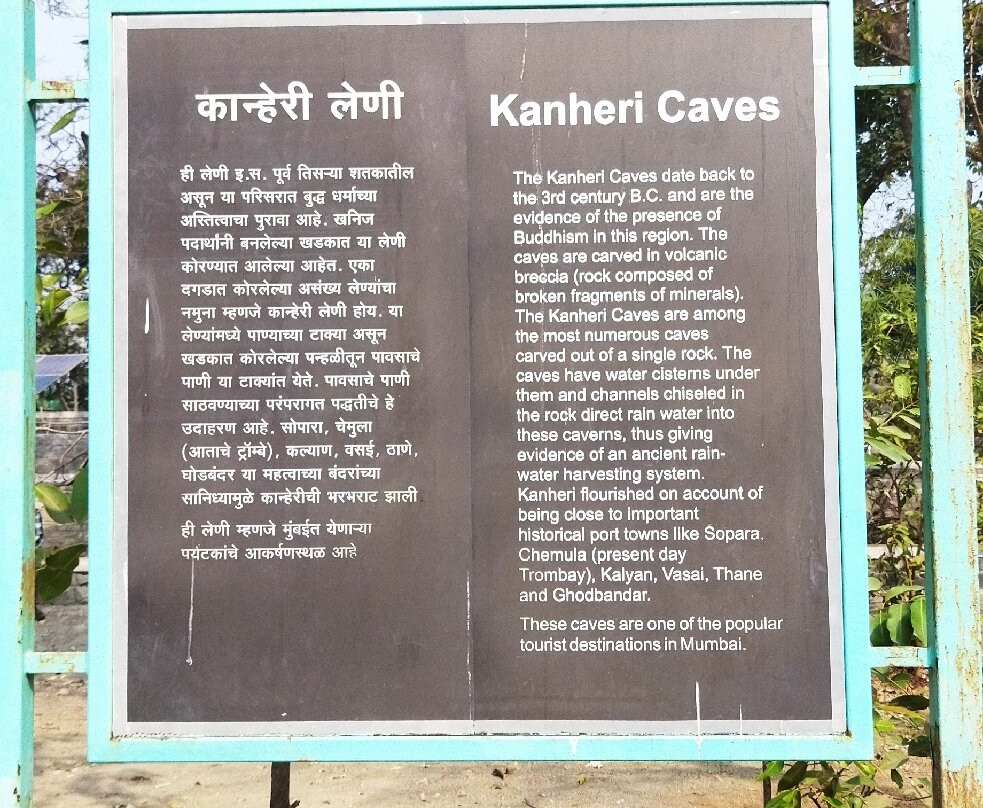 कान्हेरी लेणी
ही लेणी इ.स. पूर्व तिसऱ्या शतकातील
असून या परिसरात बुद्ध धर्माच्या
अस्तित्वाचा पुरावा आहे. खनिज
पदार्थांनी बनलेल्या खडकात या लेणी
कोरण्यात आलेल्या आहेत. एका
दगडात कोरलेल्या असंख्य लेण्यांचा
नमुना म्हणजे कान्हेरी लेणी होय. या
लेण्यांमध्ये पाण्याच्या टाक्या असून
खडकात कोरलेल्या पन्हळीतून पावसाचे
पाणी या टाक्यांत येते. पावसाचे पाणी
साठवण्याच्या परंपरागत पद्धतीचे हे
उदाहरण आहे. सोपारा, चेमुला
(आताचे ट्रॉम्बे), कल्याण, वसई, ठाणे,
घोडबंदर या महत्वाच्या बंदरांच्या
सानिध्यामुळे कान्हेरीची भरभराट झाली
ही लेणी म्हणजे मुंबईत येणाऱ्या
पर्यटकांचे आकर्षणस्थळ आहे.
Kanheri Caves
The Kanheri Caves date back to
the 3rd century B.C. and are the
evidence of the presence of
Buddhism in this region. The
caves are carved in volcanic
breccia (rock composed of
broken fragments of minerals).
The Kanheri Caves are among
the most numerous caves
carved out of a single rock. The
caves have water cisterns under
them and channels chiseled in
the rock direct rain water into
these caverns, thus giving
evidence of an ancient rain-
water harvesting system.
Kanheri flourished on account of
being close to important
historical port towns like Sopara.
Chemula (present day
Trombay), Kalyan, Vasai, Thane
and Ghodbandar.
These caves are one of the popular
tourist destinations in Mumbai.